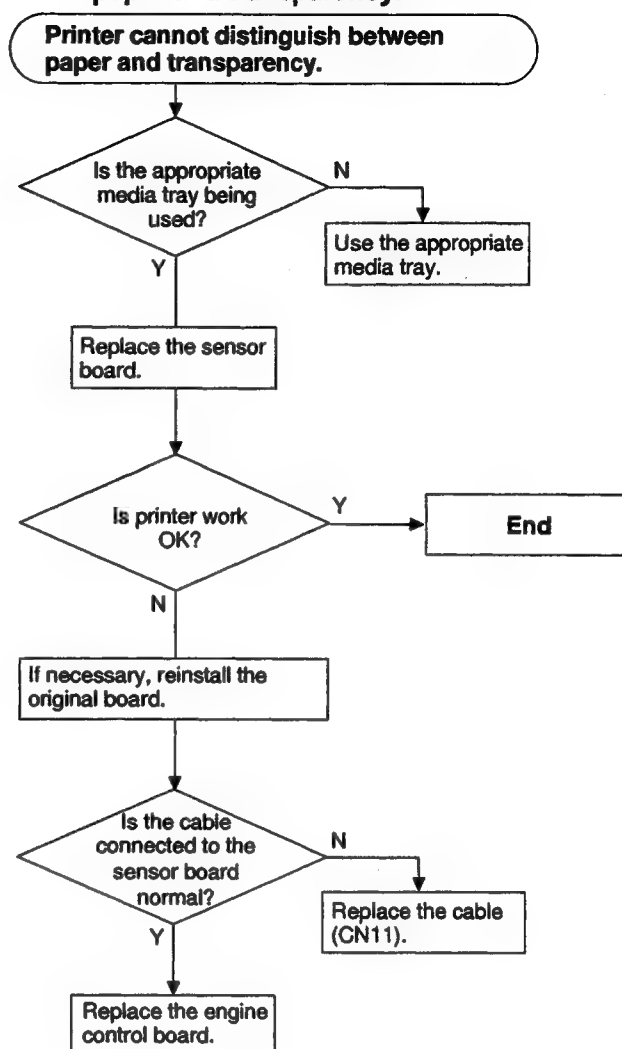 Printer cannot distinguish between
paper and transparency.
Is the appropriate
media tray being
used?
N
Use the appropriate
media tray.
Y
Replace the sensor
board.
Is printer work
OK?
Y
End
N
If necessary, reinstall the
original board.
Is the cable
connected to the
sensor board
normal?
N
Replace the cable
(CN11).
Y
Replace the engine
control board.